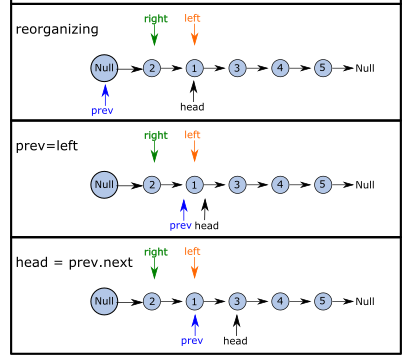 right left
reorganizing
Null 2 1 3 4 5 Null
prev head
right left
prev=left
Null 2 1 3 4 5 Null
prev head
right left
head = prev.next
Null 2 1 3 4 5 Null
prev head